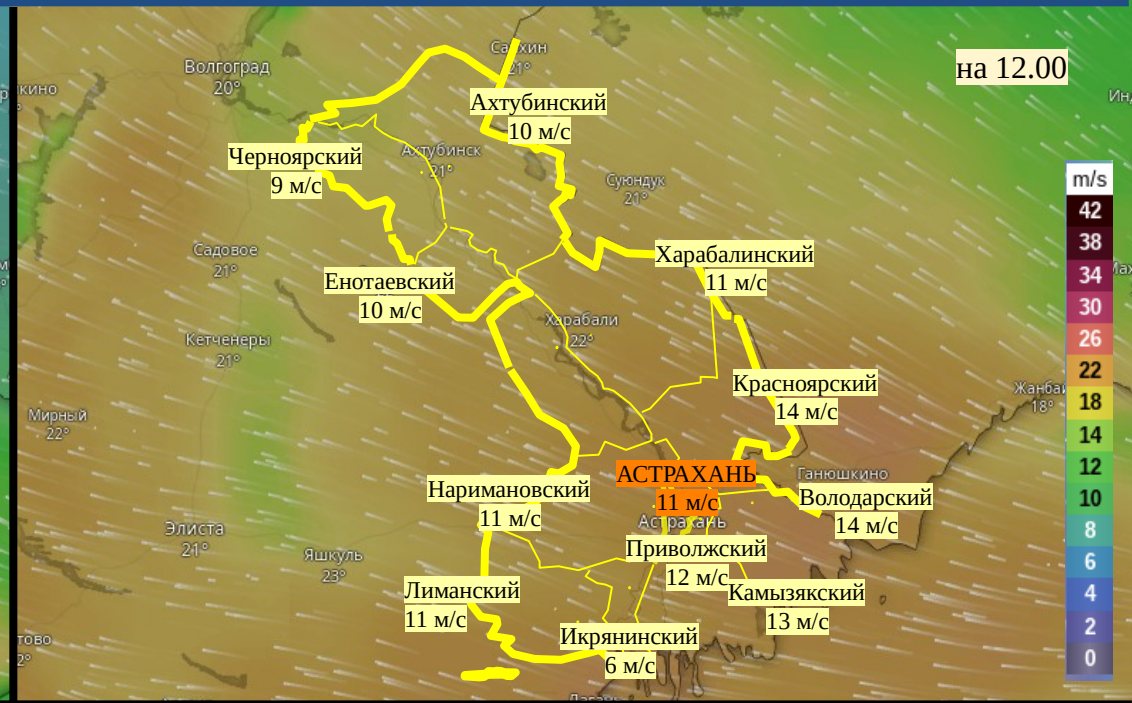 на 12.00
Сайхин
21°
Волгоград
20°
Ахтубинский
10 м/с
Черноярский
9 м/с
Ахтубинск
21°
Суюндук
21°
m/s
42
38
34
30
26
22
18
14
12
10
8
6
4
2
0
Садовое
21°
Харабалинский
11 м/с
Енотаевский
10 м/с
Харабали
22°
Кетченеры
21°
Красноярский
14 м/с
18°
Мирный
22°
АСТРАХАНЬ
11 м/с
Ганюшкино
Нариmановский
11 м/с
Володарский
14 м/с
Астрахань
Элиста
21°
Яшкуль
23°
Приволжский
12 м/с
Лиманский
11 м/с
Камызякский
13 м/с
Икрянинский
6 м/с